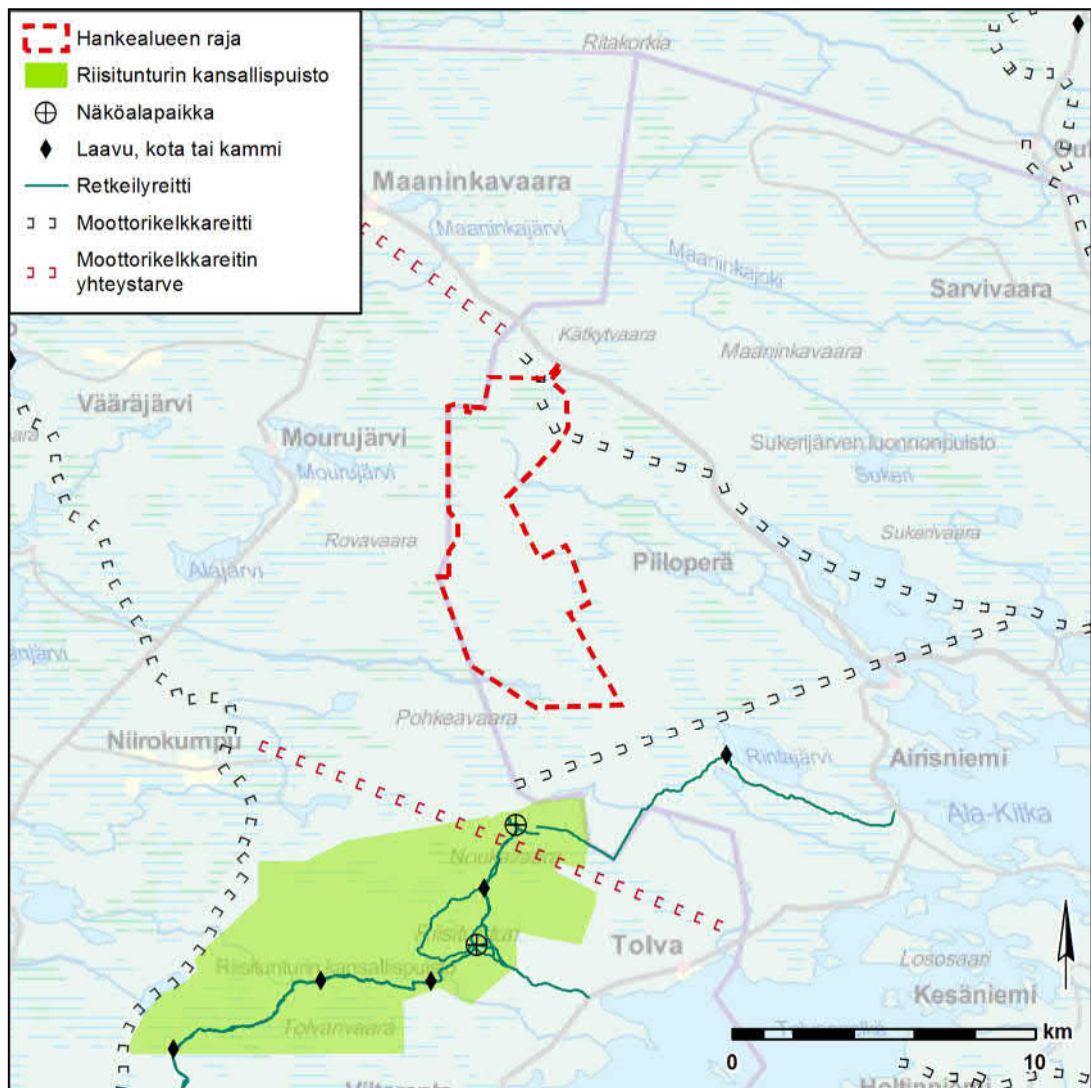 Hankealueen raja
Riisitunturin kansallispuisto
Näköalapaikka
Laavu, kota tai kammi
Retkeilyreitti
Moottorikelkkareitti
Moottorikelkkareitin
yhteystarve
Ritakorkia
Maaninkavaara
Maaninkajärvi
Maaninkajoki
Sarvivaara
Kätkytvaara
Maaninkavaara
Vääräjärvi
Mourujärvi
Mourujärvi
Sukerijärven luonnonpuisto
Sukeri
Sukerivaara
Rovavaara
Piiloperä
Alajärvi
Pohkeavaara
Niirokumpu
Rintajärvi
Airisniemi
Ala-Kitka
Noukavaara
Riisitunturi
Tolva
Riisitunturin kansallispuisto
Lososaari
Kesäniemi
Tolvanvaara
km
0 10